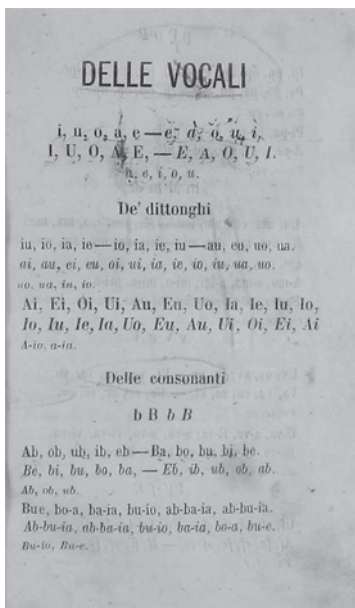 DELLE VOCALI
i, u, o, a, e — e, a, o, u, i.
I, U, O, A, E, — E, A, O, U, I.
a, e, i, o, u.
De' dittonghi
iu, io, ia, ie — io, ia, ie, iu — au, eu, uo, ua.
ai, au, ei, eu, oi, ui, ia, ie, io, iu, ua, uo.
uo, ua, iu, io.
Ai, Ei, Oi, Ui, Au, Eu, Uo, Ia, Ie, Iu, Io,
Io, Iu, Ie, Ia, Uo, Eu, Au, Ui, Oi, Ei, Ai
A-io, a-ia.
Delle consonanti
b B b B
Ab, ob, ub, ib, eb — Ba, bo, bu, bi, be.
Be, bi, bu, bo, ba, — Eb, ib, ub, ob, ab.
Ab, ob, ub.
Bue, bo-a, ba-ia, bu-io, ab-ba-ia, ab-bu-ia.
Ab-bu-ia, ab-ba-ia, bu-io, ba-ia, bo-a, bu-e.
Bu-io, Bu-e.